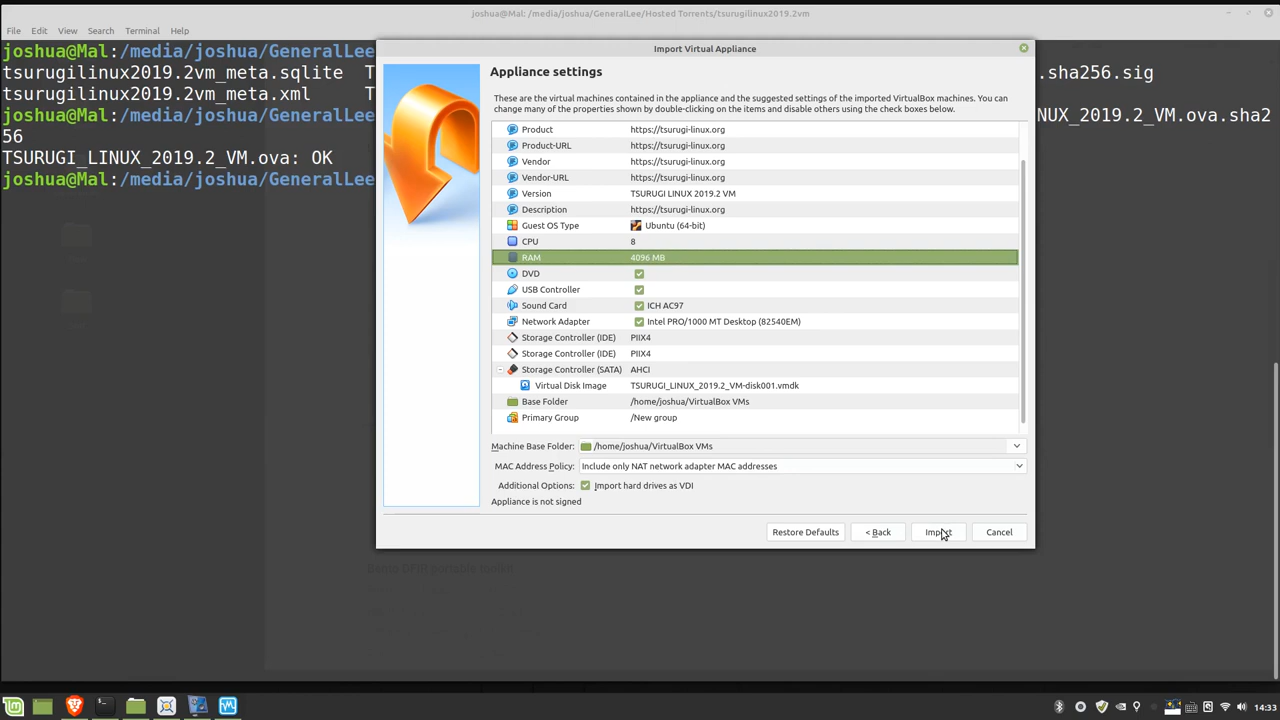 joshua@Mal: /media/joshua/GeneralLee/Hosted Torrents/tsurugilinux2019.2vm
File Edit View Search Terminal Help
joshua@Mal:/media/joshua/GeneralLee
tsurugilinux2019.2vm_meta.sqlite T .sha256.sig
tsurugilinux2019.2vm_meta.xml T
joshua@Mal:/media/joshua/GeneralLee NUX_2019.2_VM.ova.sha2
56
TSURUGI_LINUX_2019.2_VM.ova: OK
joshua@Mal:/media/joshua/GeneralLee
Import Virtual Appliance
Appliance settings
These are the virtual machines contained in the appliance and the suggested settings of the imported VirtualBox machines. You can
change many of the properties shown by double-clicking on the items and disable others using the check boxes below.
Product https://tsurugi-linux.org
Product-URL https://tsurugi-linux.org
Vendor https://tsurugi-linux.org
Vendor-URL https://tsurugi-linux.org
Version TSURUGI LINUX 2019.2 VM
Description https://tsurugi-linux.org
Guest OS Type Ubuntu (64-bit)
CPU 8
RAM 4096 MB
DVD
USB Controller
Sound Card ICH AC97
Network Adapter Intel PRO/1000 MT Desktop (82540EM)
Storage Controller (IDE) PIIX4
Storage Controller (IDE) PIIX4
Storage Controller (SATA) AHCI
Virtual Disk Image TSURUGI_LINUX_2019.2_VM-disk001.vmdk
Base Folder /home/joshua/VirtualBox VMs
Primary Group /New group
Machine Base Folder: /home/joshua/VirtualBox VMs
MAC Address Policy: Include only NAT network adapter MAC addresses
Additional Options: Import hard drives as VDI
Appliance is not signed
Restore Defaults < Back Import Cancel
14:33